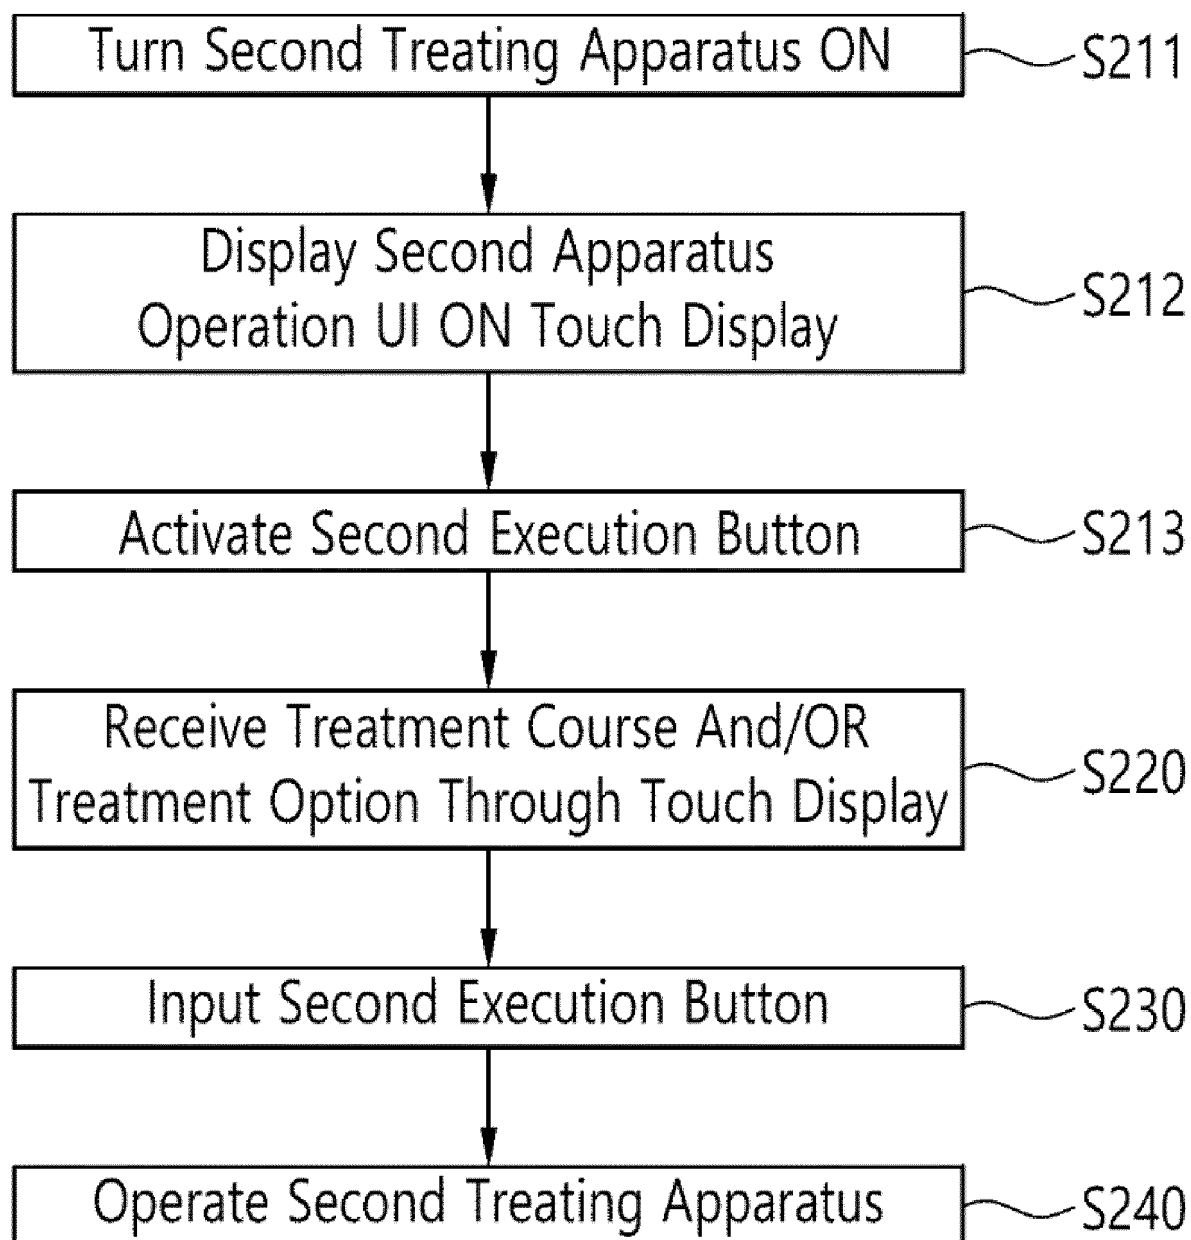 Turn Second Treating Apparatus ON
S211
Display Second Apparatus
Operation UI ON Touch Display
S212
Activate Second Execution Button
S213
Receive Treatment Course And/OR
Treatment Option Through Touch Display
S220
Input Second Execution Button
S230
Operate Second Treating Apparatus
S240